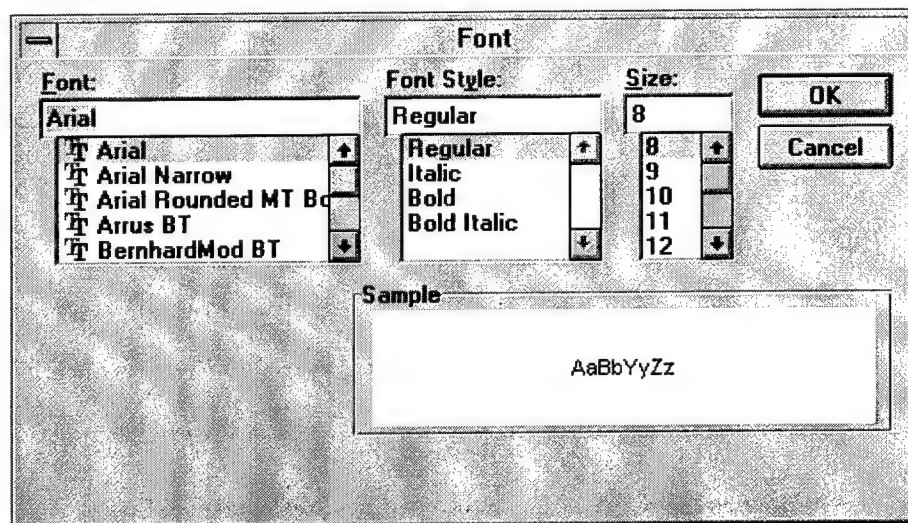 Font
Font:
Arial
Arial
Arial Narrow
Arial Rounded MT Bo
Arrus BT
BernhardMod BT
Font Style:
Regular
Regular
Italic
Bold
Bold Italic
Size:
8
8
9
10
11
12
OK
Cancel
Sample
AaBbYyZz